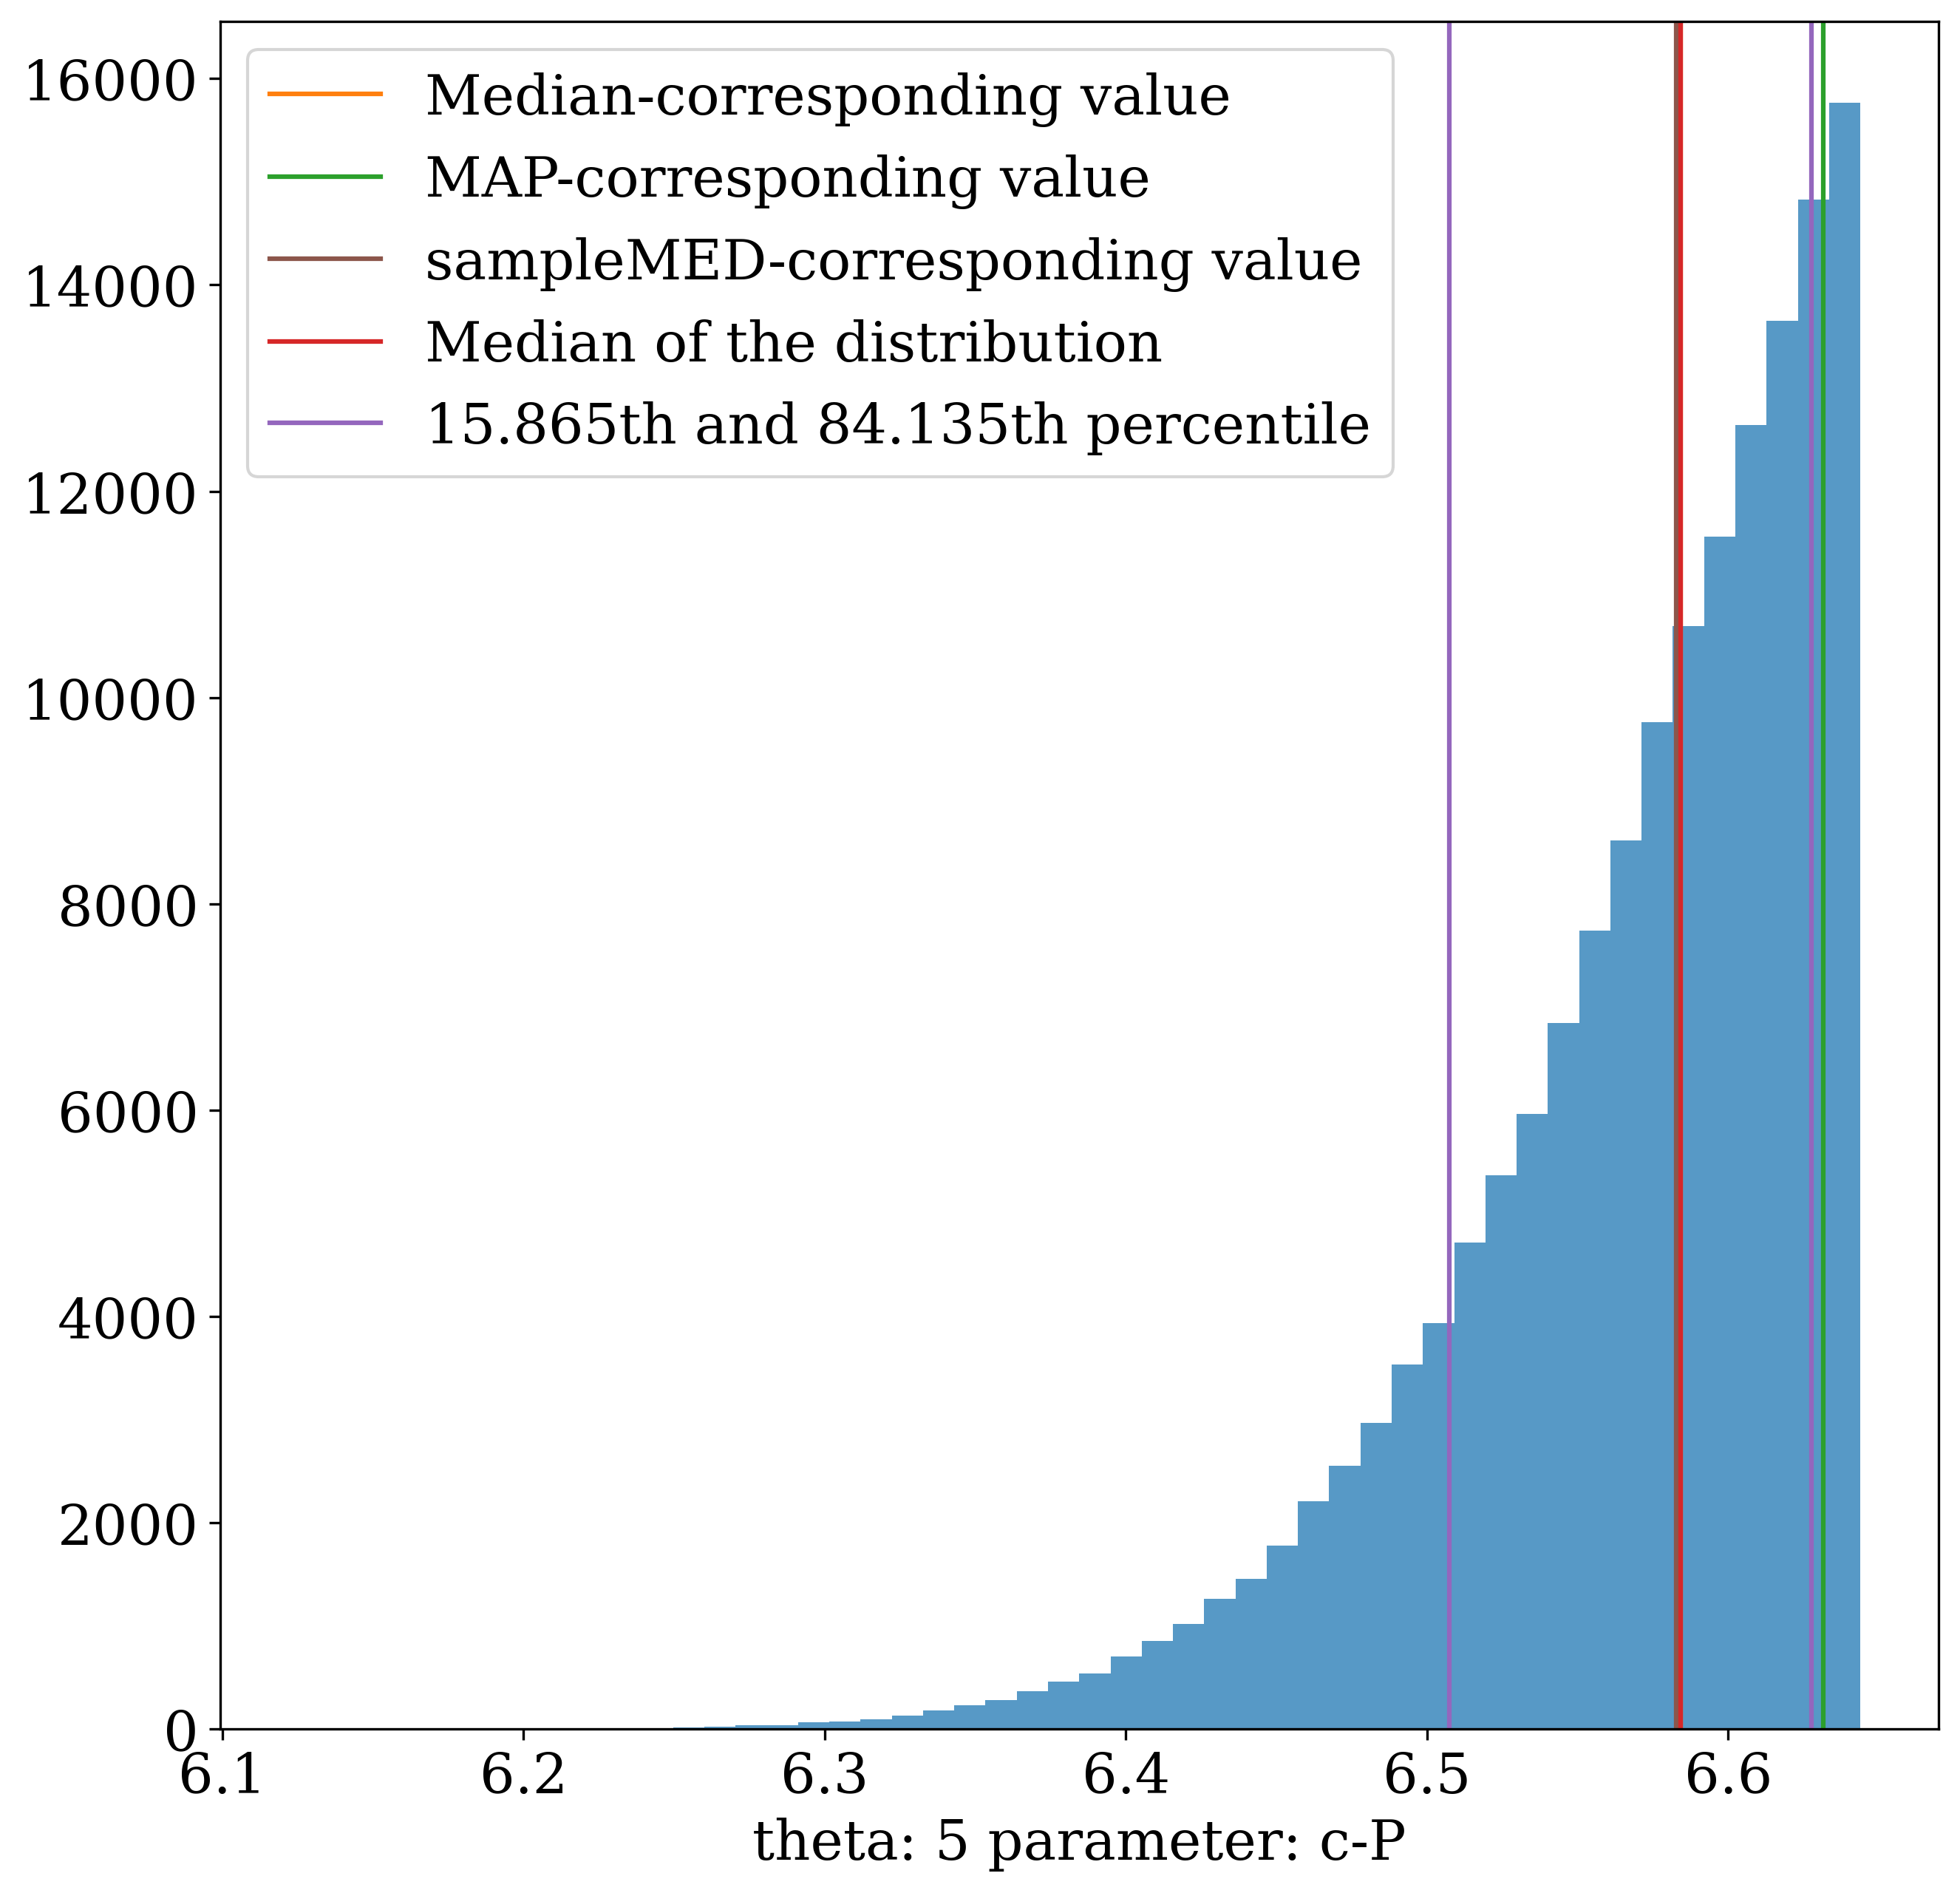 16000
14000
12000
10000
8000
6000
4000
2000
0
Median-corresponding value
MAP-corresponding value
sampleMED-corresponding value
Median of the distribution
15.865th and 84.135th percentile
6.1 6.2 6.3 6.4 6.5 6.6
theta: 5 parameter: c-P